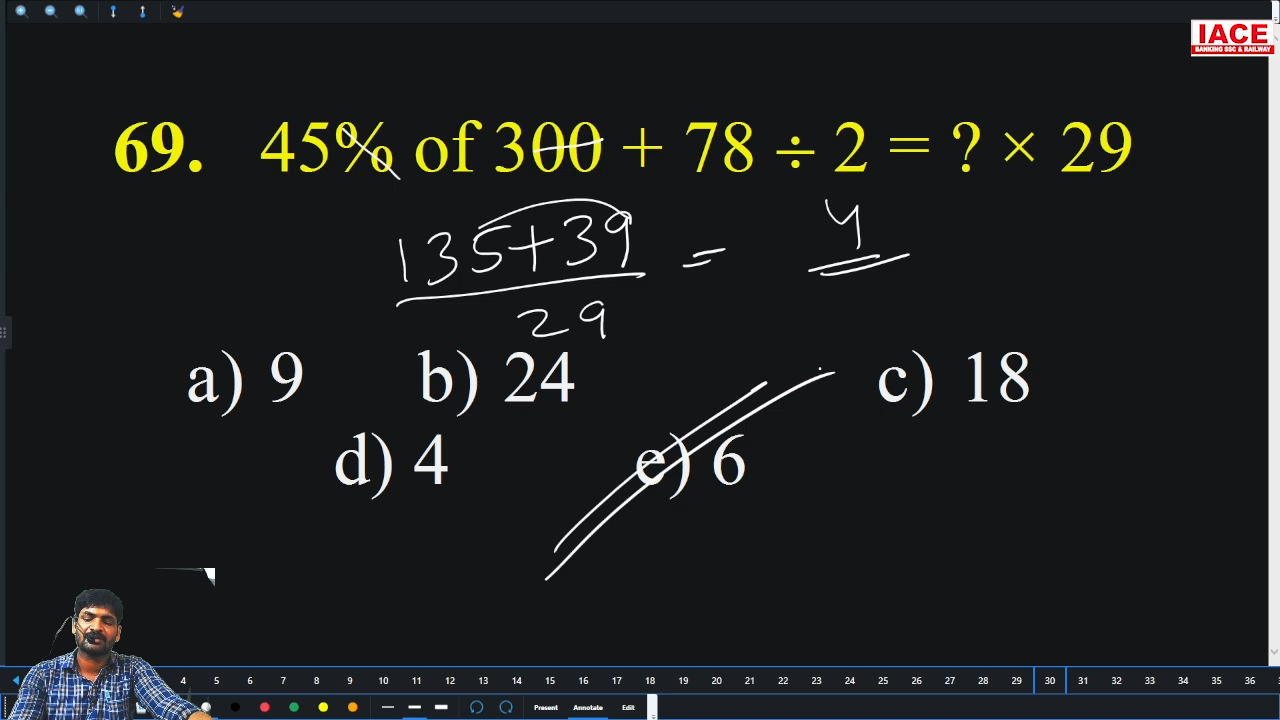 IACE
BANKING SSC & RAILWAY
69. 45% of 300 + 78 ÷ 2 = ? × 29
135+39 = 4
29
a) 9 b) 24 c) 18
d) 4 e) 6
4 5 6 7 8 9 10 11 12 13 14 15 16 17 18 19 20 21 22 23 24 25 26 27 28 29 30 31 32 33 34 35 36
Present Annotate Edit